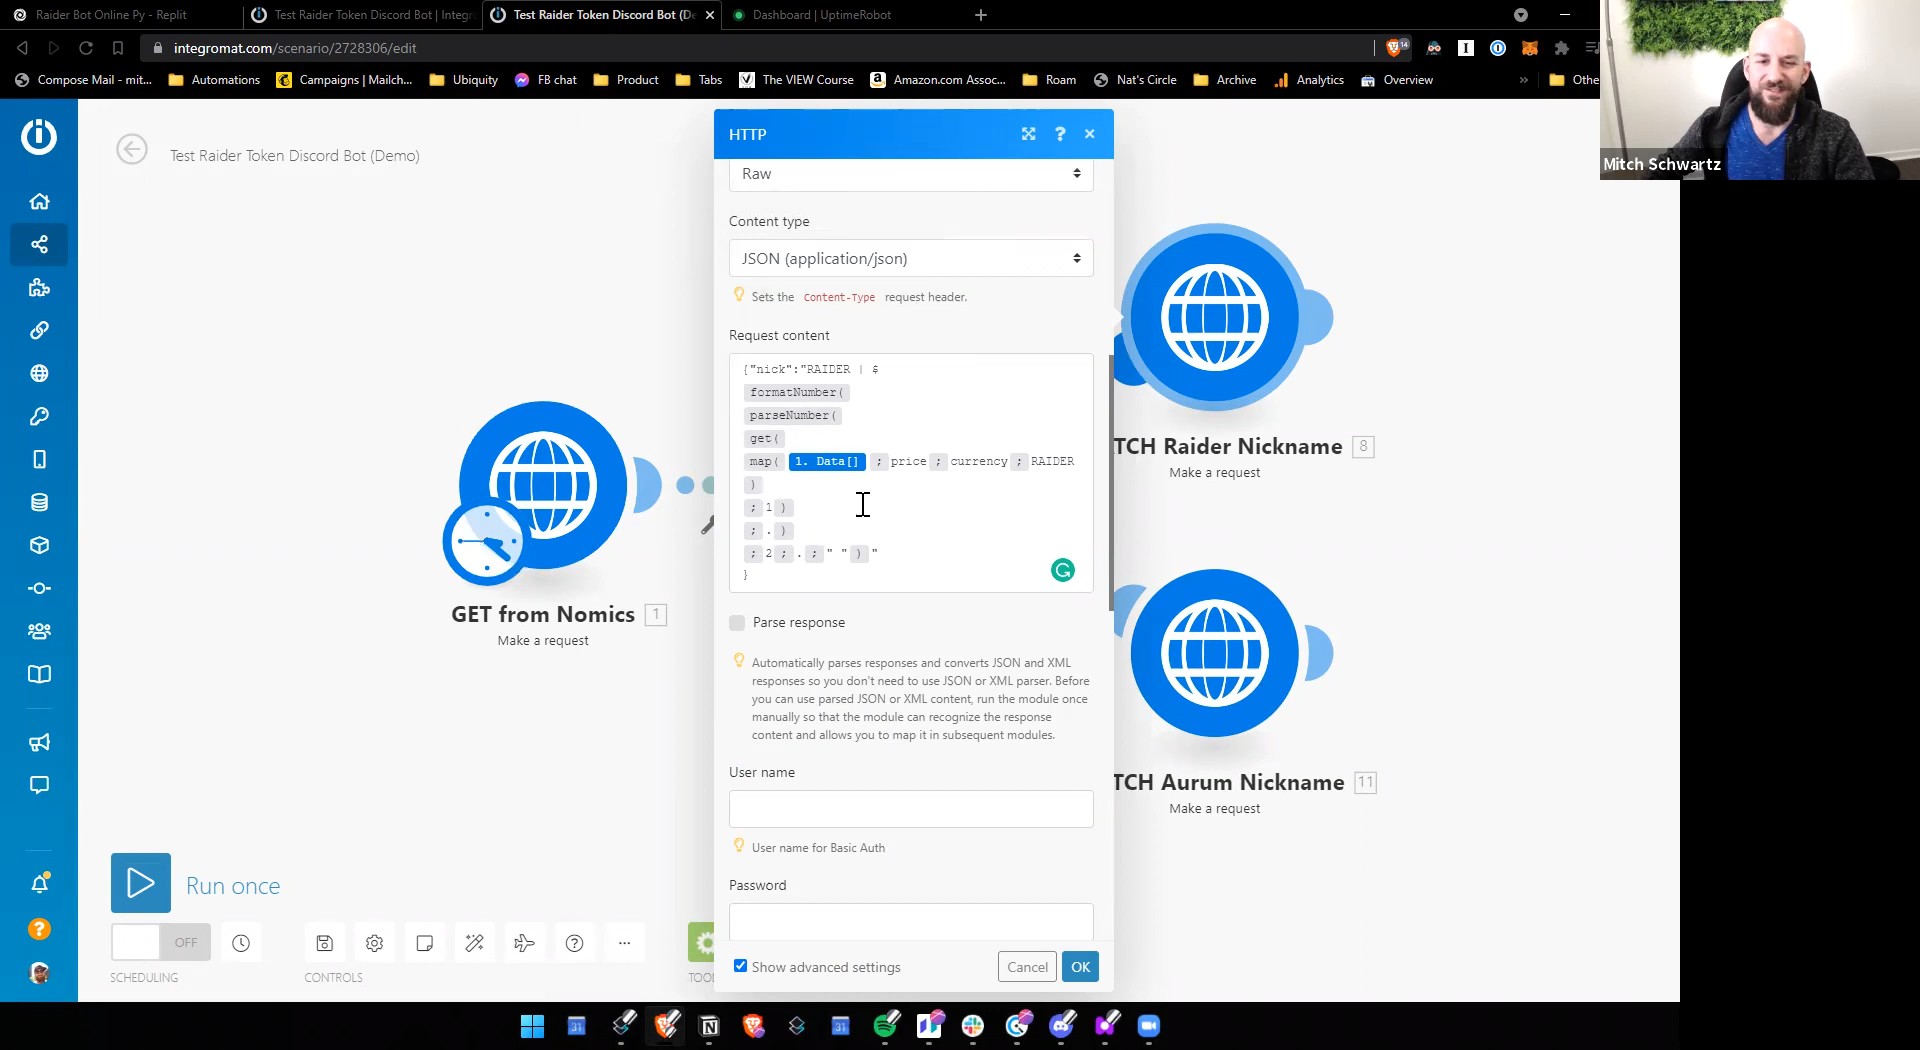 Raider Bot Online Py - Replit
Test Raider Token Discord Bot | Integr
Test Raider Token Discord Bot (De
Dashboard | UptimeRobot
integromat.com/scenario/2728306/edit
14
Compose Mail - mit...
Automations
Campaigns | Mailch...
Ubiquity
FB chat
Product
Tabs
The VIEW Course
Amazon.com Assoc...
Roam
Nat's Circle
Archive
Analytics
Overview
»
Othe
Mitch Schwartz
Test Raider Token Discord Bot (Demo)
HTTP
Raw
Content type
JSON (application/json)
Sets the Content-Type request header.
Request content
{"nick":"RAIDER | $
formatNumber(
parseNumber(
get(
map( 1. Data[] ; price ; currency ; RAIDER
)
; 1 )
; . )
; 2 ; . ; " " ) "
}
Parse response
Automatically parses responses and converts JSON and XML
responses so you don't need to use JSON or XML parser. Before
you can use parsed JSON or XML content, run the module once
manually so that the module can recognize the response
content and allows you to map it in subsequent modules.
User name
User name for Basic Auth
Password
Show advanced settings
Cancel
OK
GET from Nomics 1
Make a request
TCH Raider Nickname 8
Make a request
TCH Aurum Nickname 11
Make a request
Run once
OFF
SCHEDULING
CONTROLS
TOO
31
31